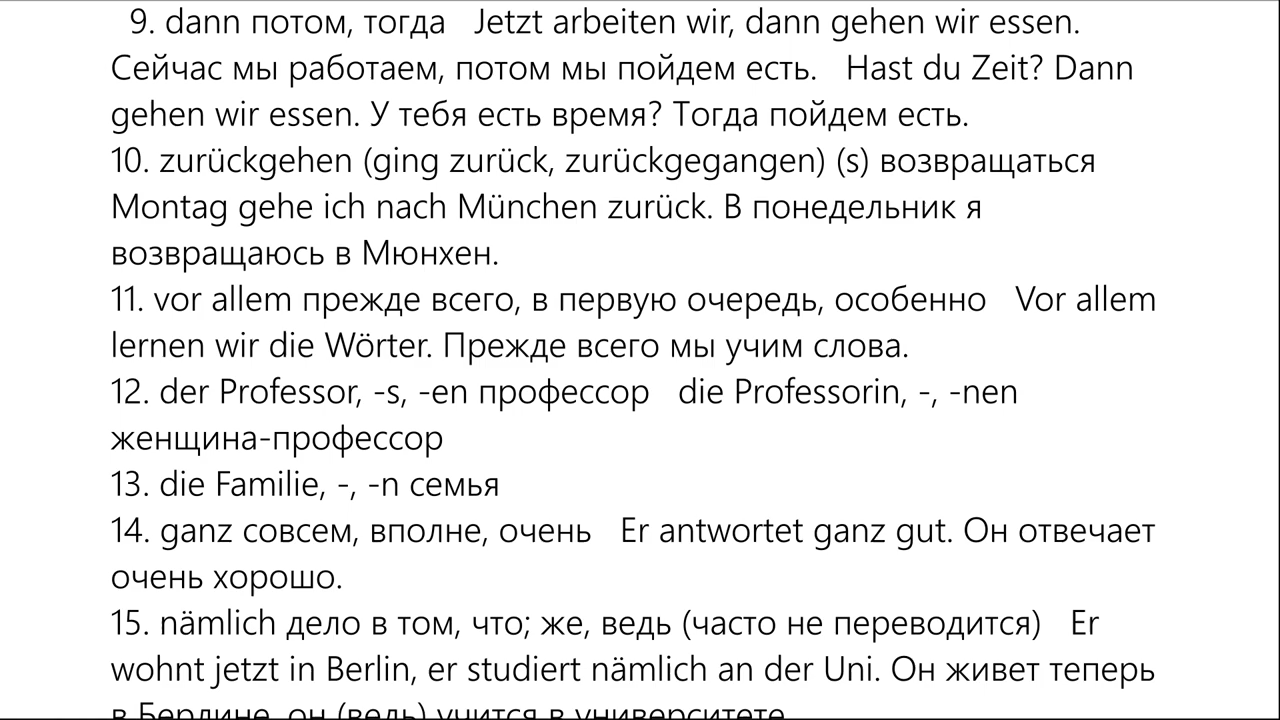 9. dann потом, тогда Jetzt arbeiten wir, dann gehen wir essen.
Сейчас мы работаем, потом мы пойдем есть. Hast du Zeit? Dann
gehen wir essen. У тебя есть время? Тогда пойдем есть.
10. zurückgehen (ging zurück, zurückgegangen) (s) возвращаться
Montag gehe ich nach München zurück. В понедельник я
возвращаюсь в Мюнхен.
11. vor allem прежде всего, в первую очередь, особенно Vor allem
lernen wir die Wörter. Прежде всего мы учим слова.
12. der Professor, -s, -en профессор die Professorin, -, -nen
женщина-профессор
13. die Familie, -, -n семья
14. ganz совсем, вполне, очень Er antwortet ganz gut. Он отвечает
очень хорошо.
15. nämlich дело в том, что; же, ведь (часто не переводится) Er
wohnt jetzt in Berlin, er studiert nämlich an der Uni. Он живет теперь
в Берлине, он (ведь) учится в университете.